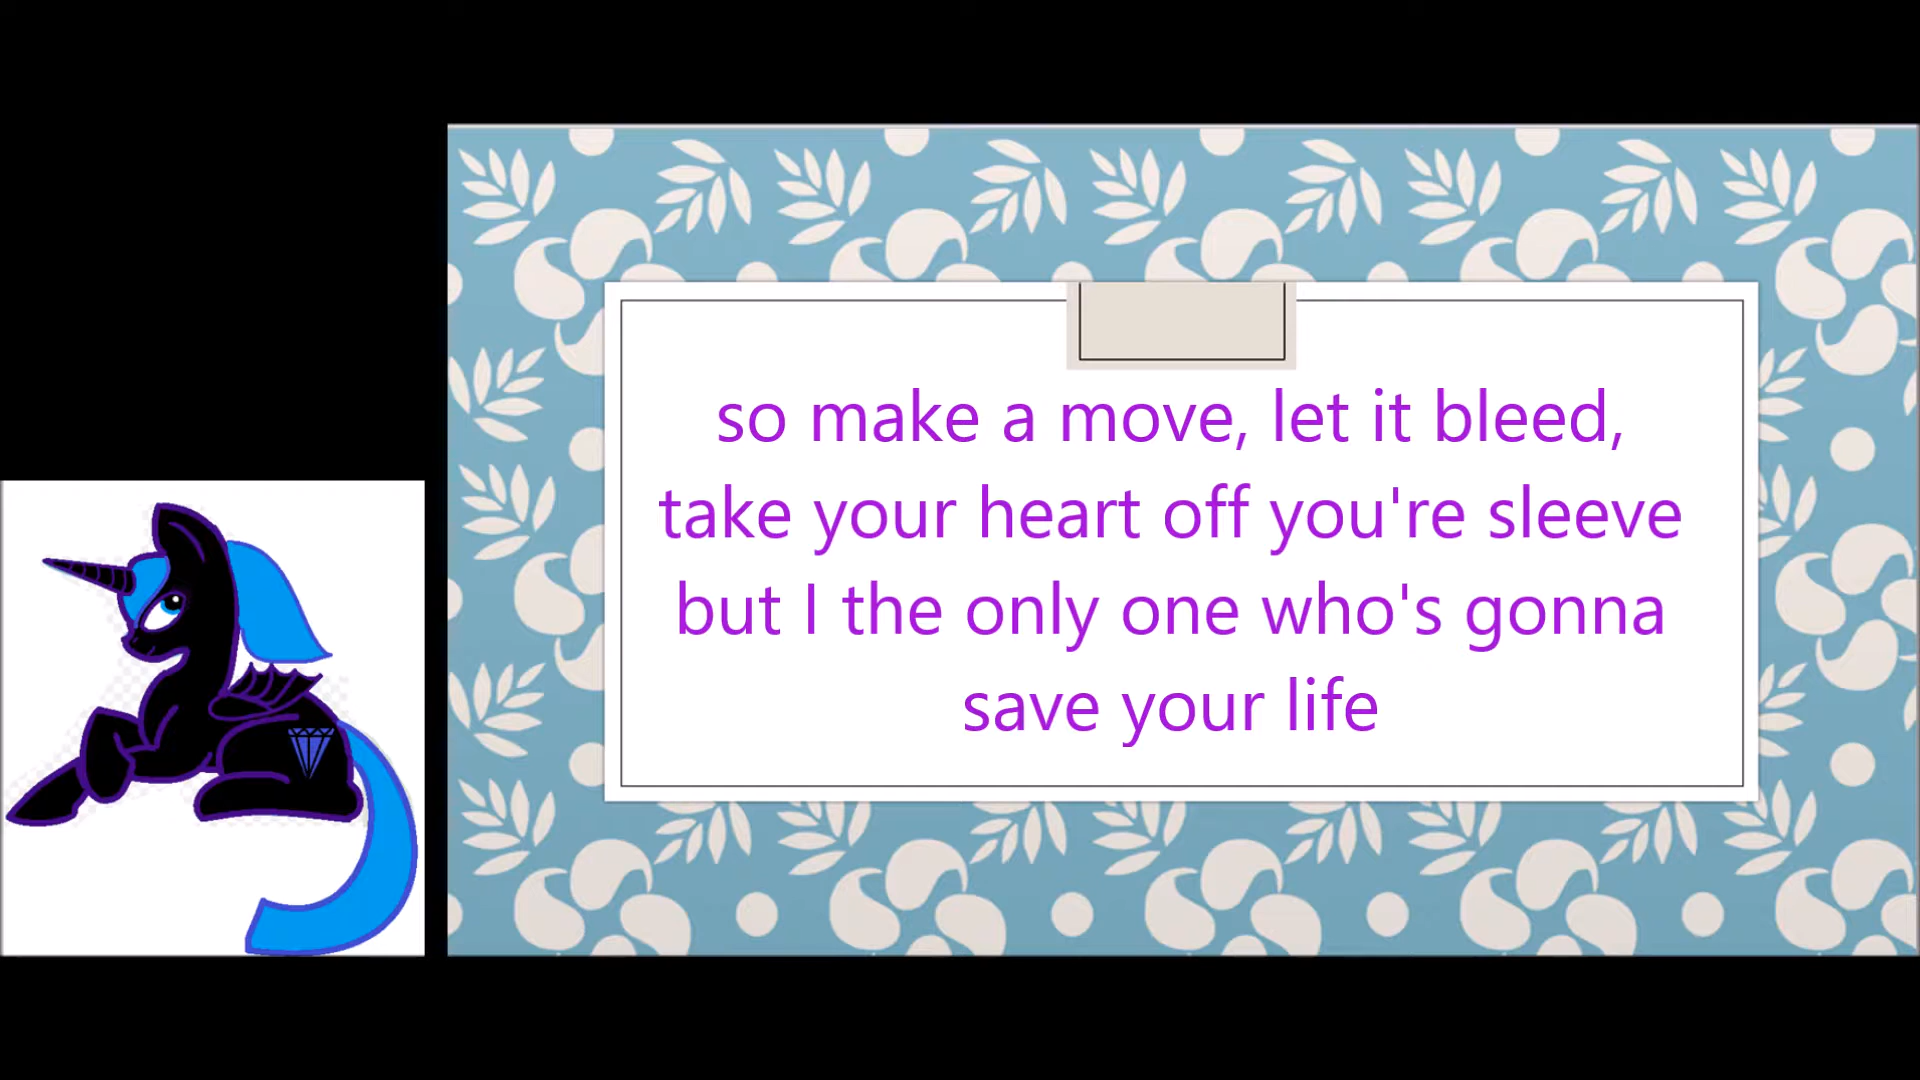 so make a move, let it bleed,
take your heart off you're sleeve
but I the only one who's gonna
save your life